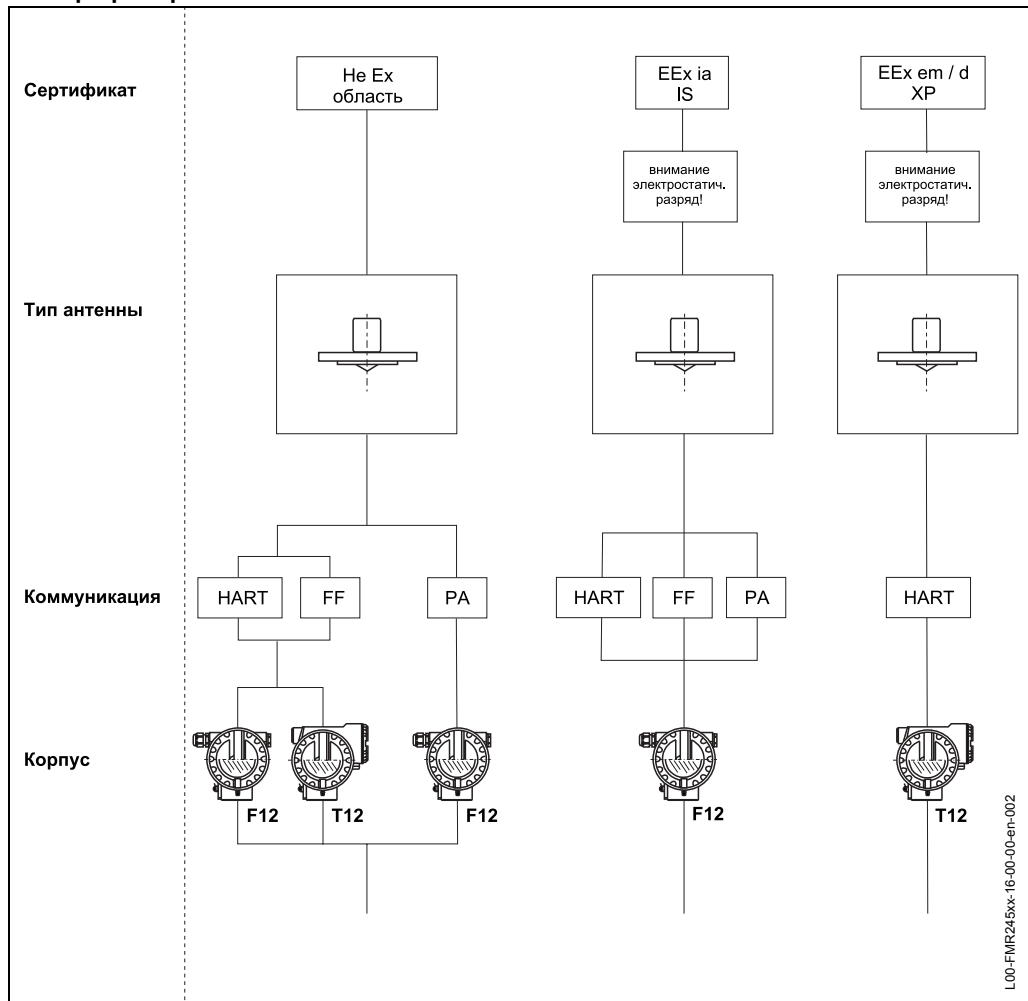 Сертификат
Не Ex
область
EEx ia
IS
EEx em / d
XP
внимание
электростатич.
разряд!
внимание
электростатич.
разряд!
Тип антенны
Коммуникация
HART
FF
PA
HART
FF
PA
HART
Корпус
F12
T12
F12
F12
T12
L00-FMR245xx-16-00-00-en-002